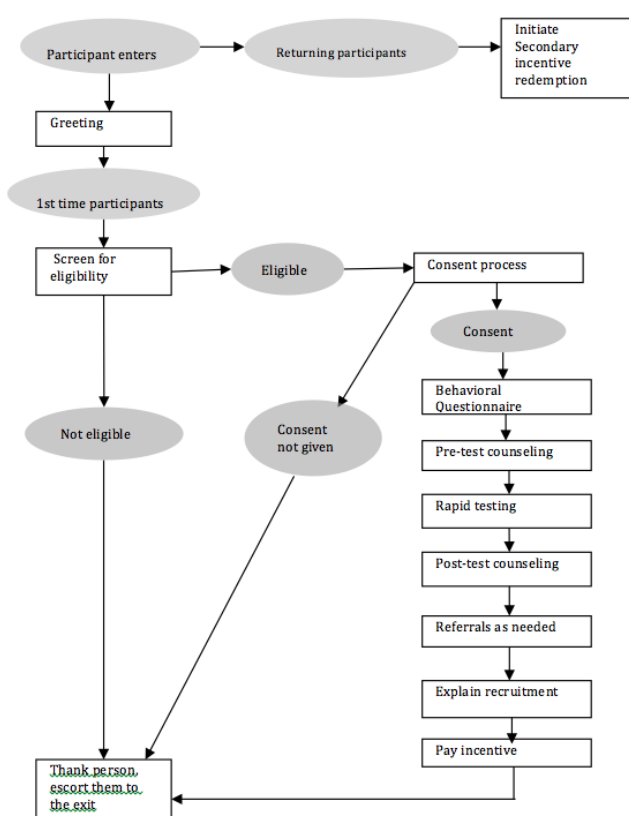 Participant enters
Returning participants
Initiate
Secondary
incentive
redemption
Greeting
1st time participants
Screen for
eligibility
Eligible
Consent process
Consent
Behavioral
Questionnaire
Not eligible
Consent
not given
Pre-test counseling
Rapid testing
Post-test counseling
Referrals as needed
Explain recruitment
Pay incentive
Thank person,
escort them to
the exit